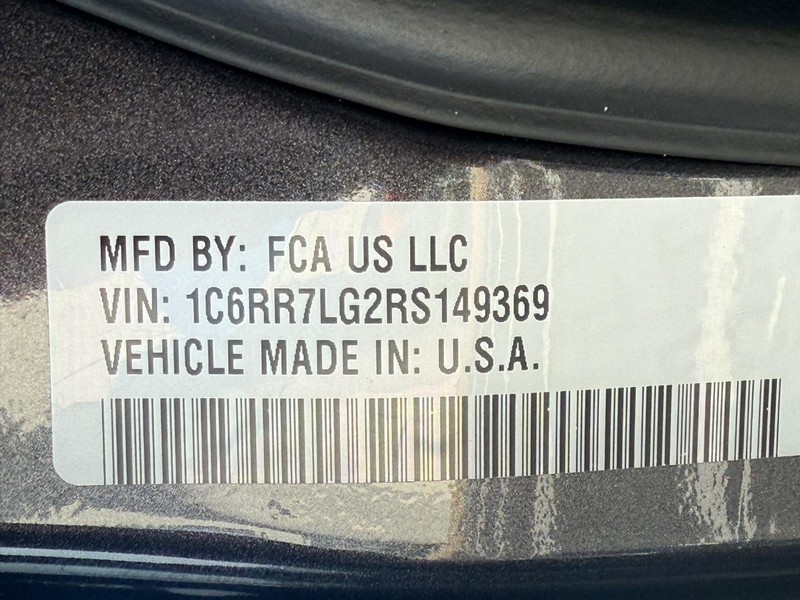 MFD BY: FCA US LLC
VIN: 1C6RR7LG2RS149369
VEHICLE MADE IN: U.S.A.